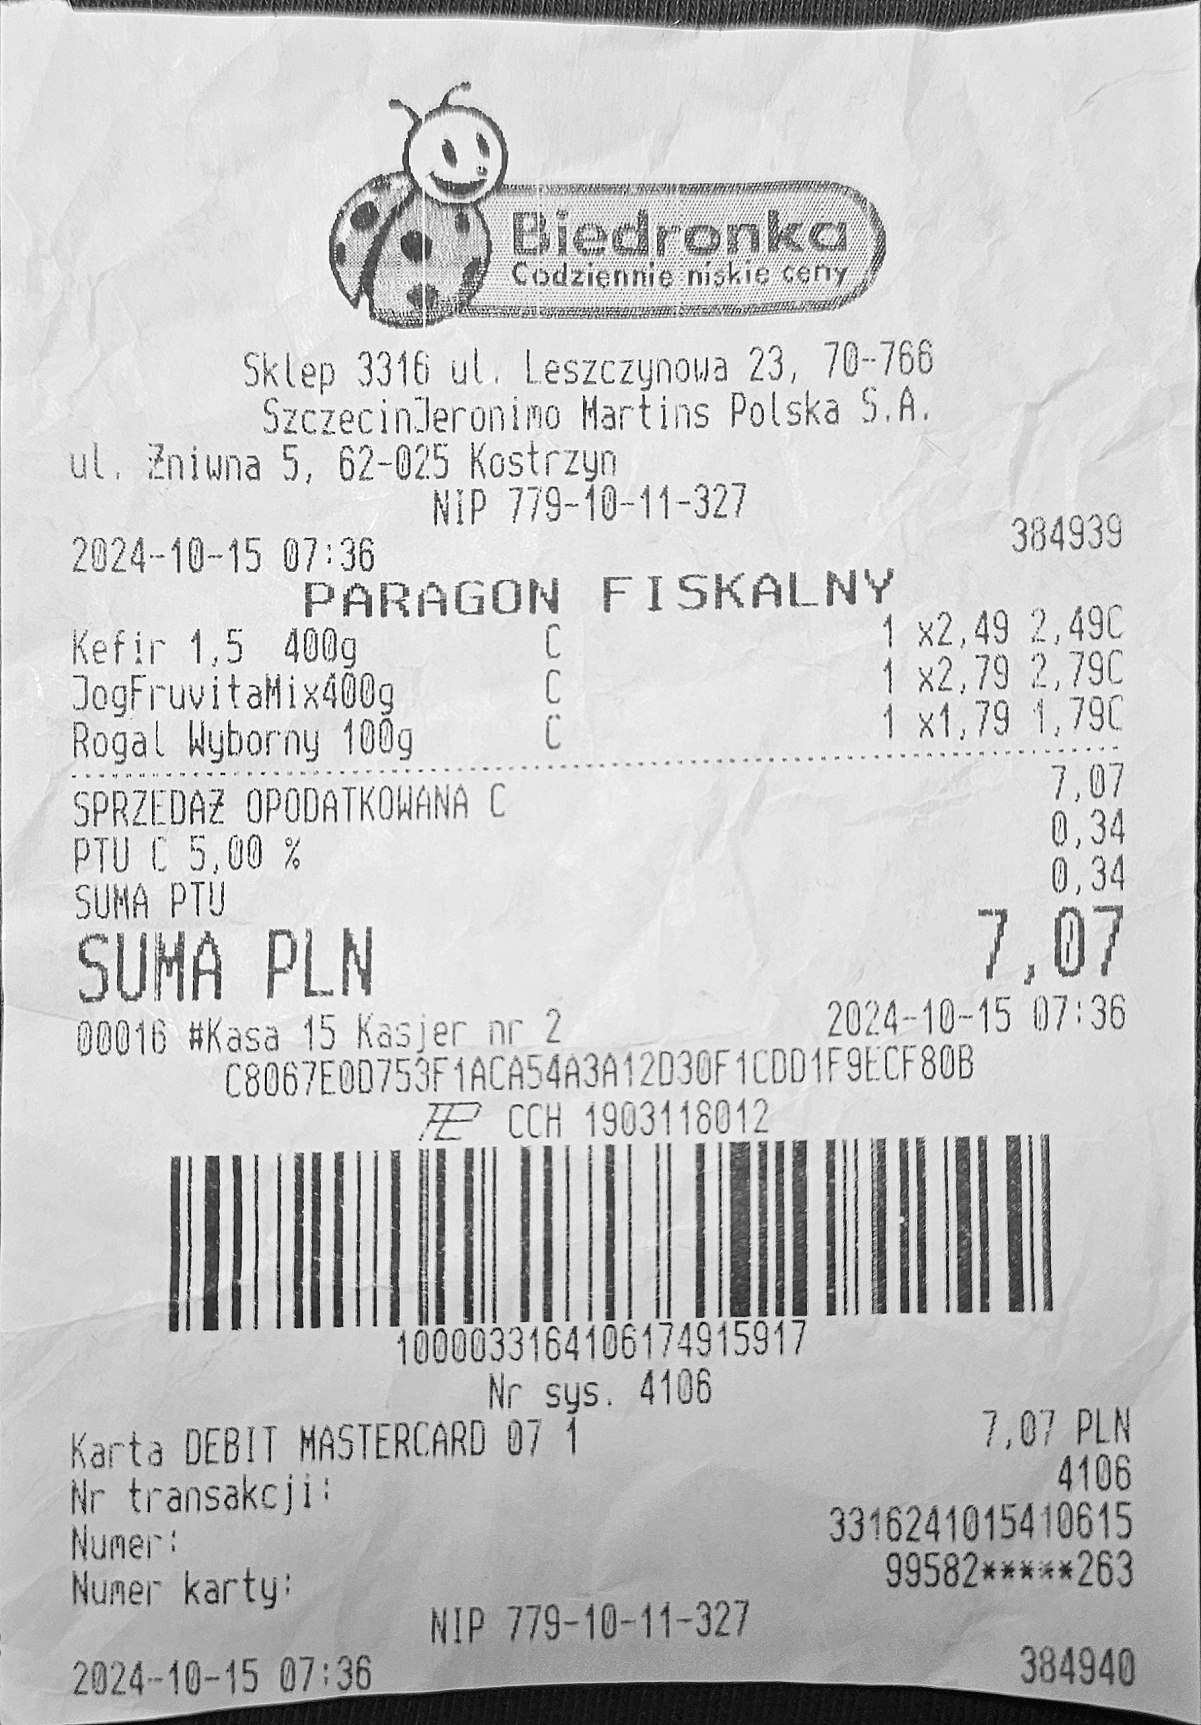 Biedronka
Codziennie niskie ceny
Sklep 3316 ul. Leszczynowa 23, 70-766
SzczecinJeronimo Martins Polska S.A.
ul. Żniwna 5, 62-025 Kostrzyn
NIP 779-10-11-327
2024-10-15 07:36 384939
PARAGON FISKALNY
Kefir 1,5 400g C 1 x2,49 2,49C
JogFruvitaMix400g C 1 x2,79 2,79C
Rogal Wyborny 100g C 1 x1,79 1,79C
SPRZEDAŻ OPODATKOWANA C 7,07
PTU C 5,00 % 0,34
SUMA PTU 0,34
SUMA PLN 7,07
00016 #Kasa 15 Kasjer nr 2 2024-10-15 07:36
C8067E0D753F1ACA54A3A12D30F1CDD1F9ECF80B
CCH 1903118012
1000033164106174915917
Nr sys. 4106
Karta DEBIT MASTERCARD 07 1 7,07 PLN
Nr transakcji: 4106
Numer: 3316241015410615
Numer karty: 99582*****263
NIP 779-10-11-327
2024-10-15 07:36 384940